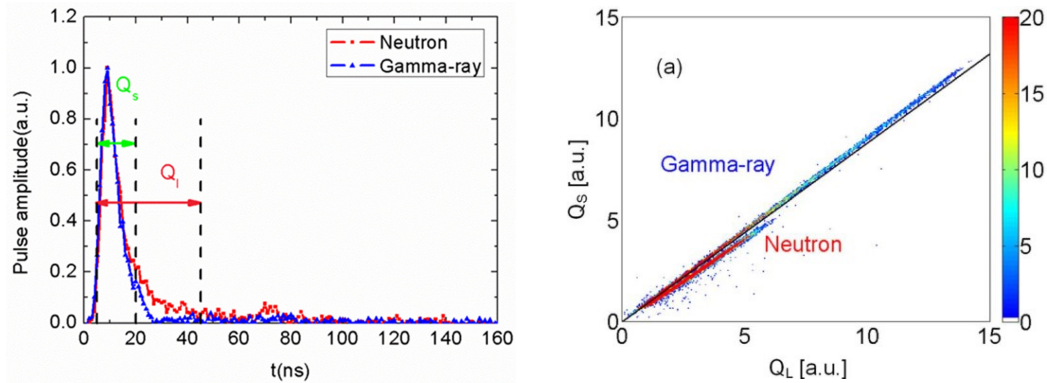 1.2
1.0
0.8
0.6
0.4
0.2
0.0
Pulse amplitude(a.u.)
Neutron
Gamma-ray
Qs
Ql
0 20 40 60 80 100 120 140 160
t(ns)
15
10
5
0
QS [a.u.]
(a)
Gamma-ray
Neutron
0 5 10 15
QL [a.u.]
20
15
10
5
0